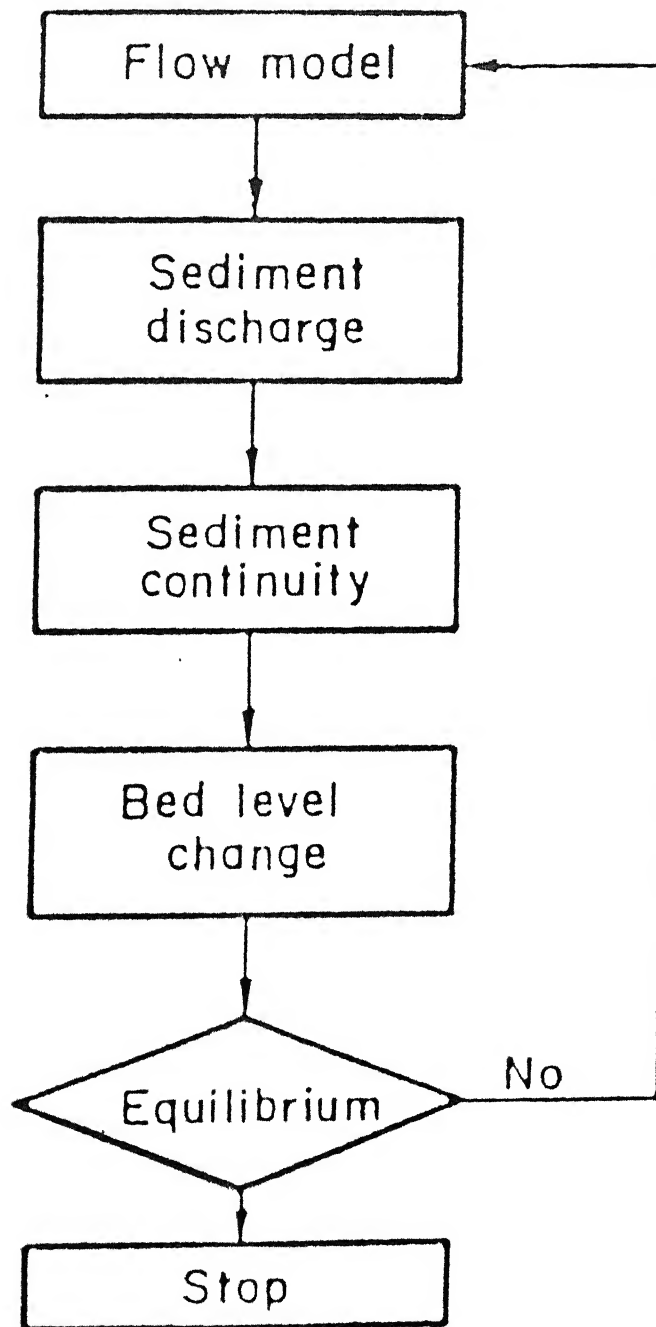 Flow model
Sediment
discharge
Sediment
continuity
Bed level
change
Equilibrium
No
Stop